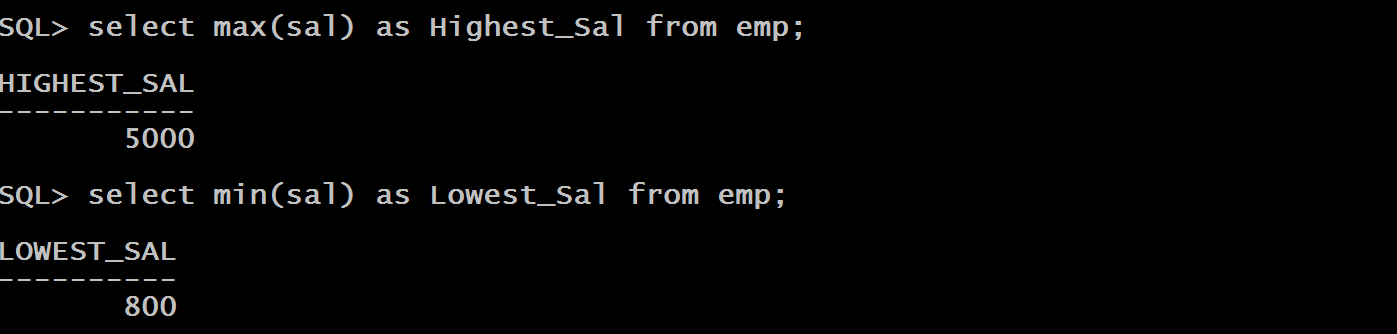 SQL> select max(sal) as Highest_Sal from emp;
HIGHEST_SAL
-----------
5000
SQL> select min(sal) as Lowest_Sal from emp;
LOWEST_SAL
----------
800